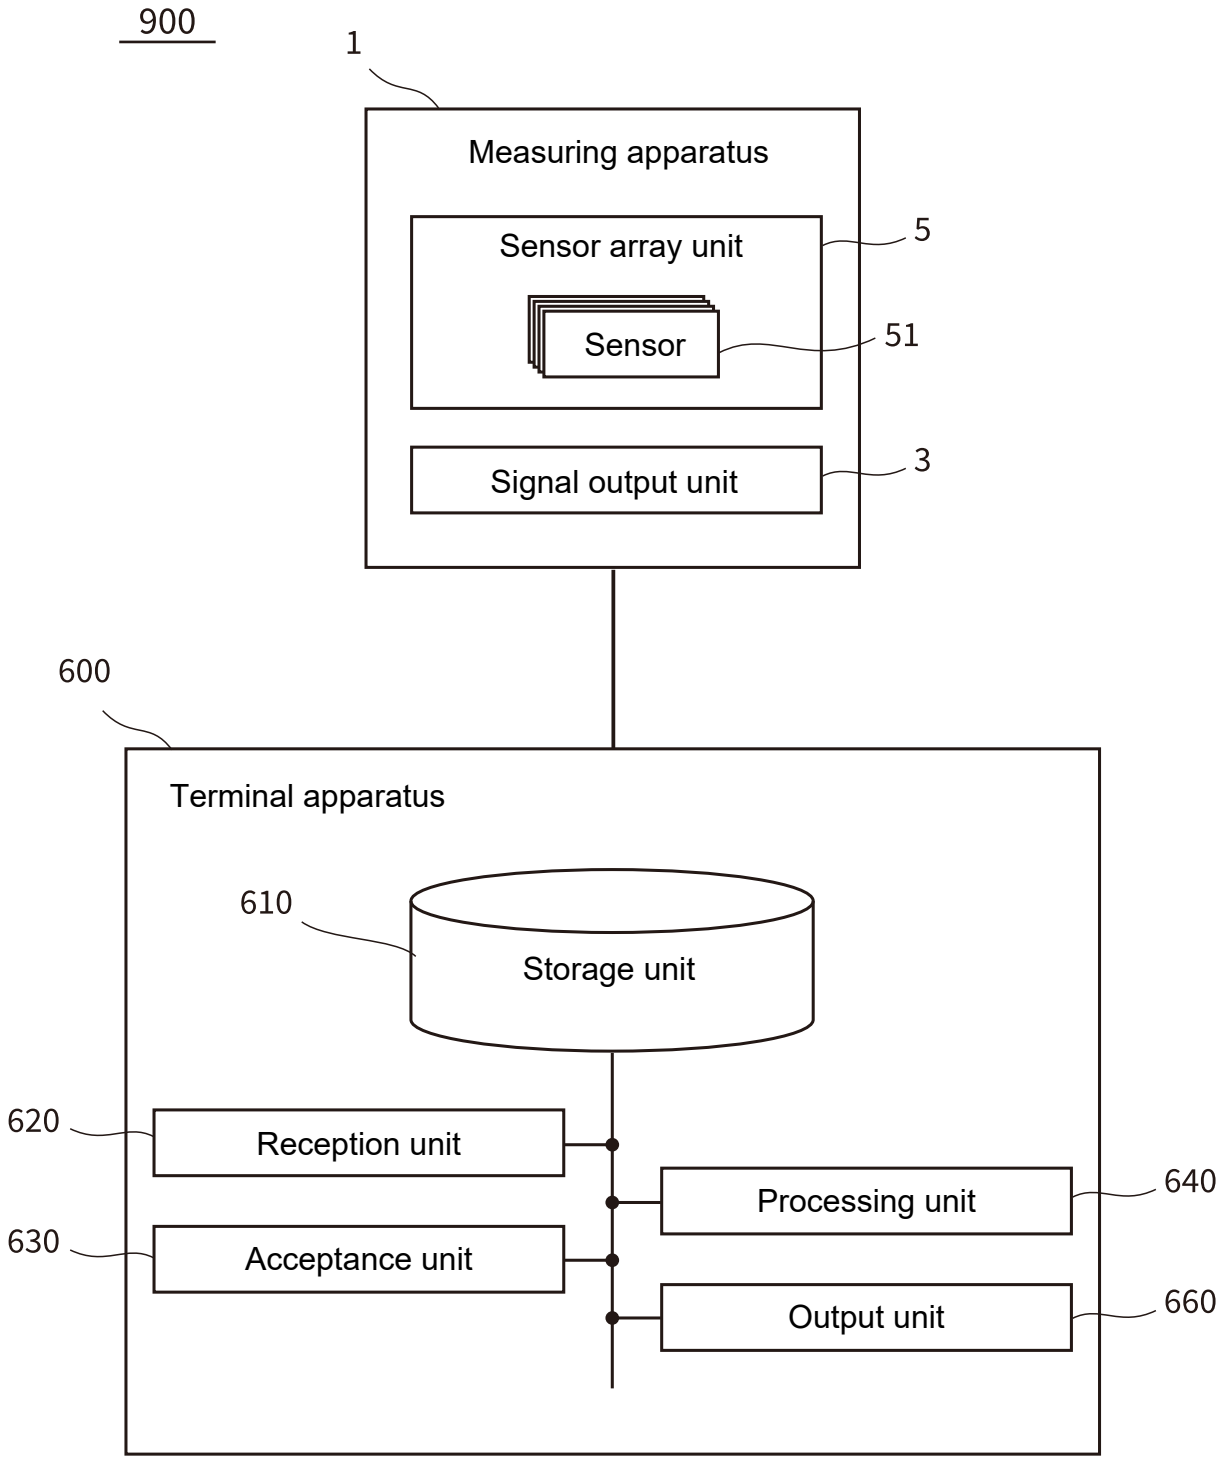 900
1
Measuring apparatus
Sensor array unit
5
Sensor
51
Signal output unit
3
600
Terminal apparatus
610
Storage unit
620
Reception unit
Processing unit
640
630
Acceptance unit
Output unit
660